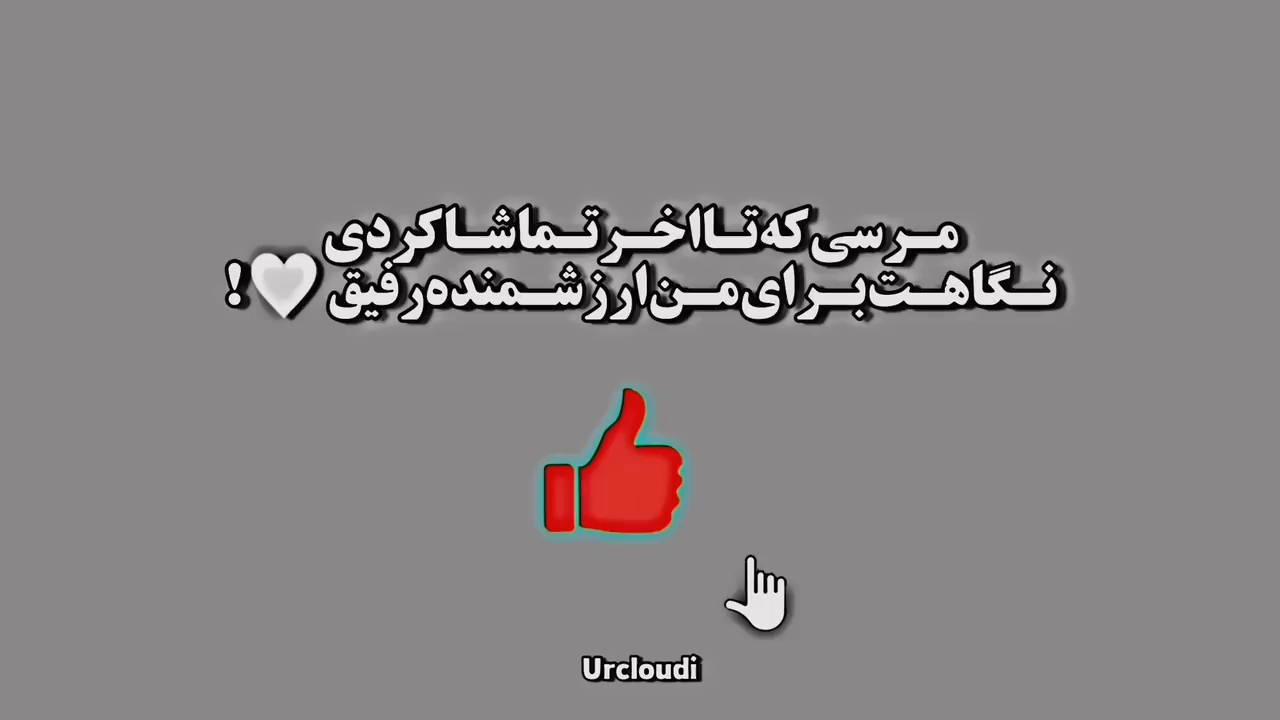 مرسی که تا اخر تماشا کردی
نگاهت برای من ارزشمنده رفیق 🤍!
Urcloudi